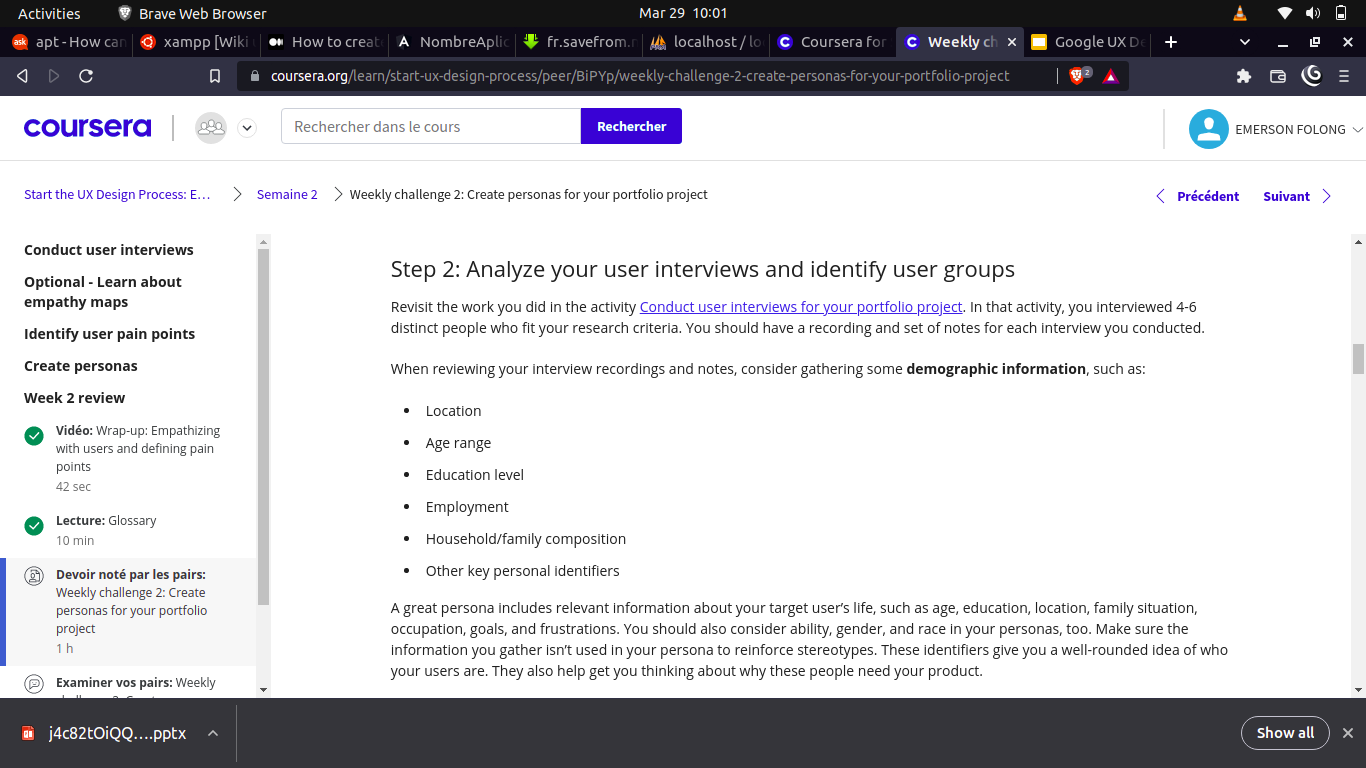 Activities
Brave Web Browser
Mar 29 10:01
ask
apt - How can
xampp [Wiki
How to create
NombreAplic
fr.savefrom.n
localhost / lo
Coursera for
Weekly ch
Google UX De
coursera.org/learn/start-ux-design-process/peer/BiPYp/weekly-challenge-2-create-personas-for-your-portfolio-project
2
coursera
Rechercher dans le cours
Rechercher
EMERSON FOLONG
Start the UX Design Process: E...
Semaine 2
Weekly challenge 2: Create personas for your portfolio project
Précédent
Suivant
Conduct user interviews
Optional - Learn about
empathy maps
Identify user pain points
Create personas
Week 2 review
Vidéo: Wrap-up: Empathizing
with users and defining pain
points
42 sec
Lecture: Glossary
10 min
Devoir noté par les pairs:
Weekly challenge 2: Create
personas for your portfolio
project
1 h
Examiner vos pairs: Weekly
Step 2: Analyze your user interviews and identify user groups
Revisit the work you did in the activity Conduct user interviews for your portfolio project. In that activity, you interviewed 4-6
distinct people who fit your research criteria. You should have a recording and set of notes for each interview you conducted.
When reviewing your interview recordings and notes, consider gathering some demographic information, such as:
• Location
• Age range
• Education level
• Employment
• Household/family composition
• Other key personal identifiers
A great persona includes relevant information about your target user’s life, such as age, education, location, family situation,
occupation, goals, and frustrations. You should also consider ability, gender, and race in your personas, too. Make sure the
information you gather isn’t used in your persona to reinforce stereotypes. These identifiers give you a well-rounded idea of who
your users are. They also help get you thinking about why these people need your product.
j4c82tOiQQ....pptx
Show all